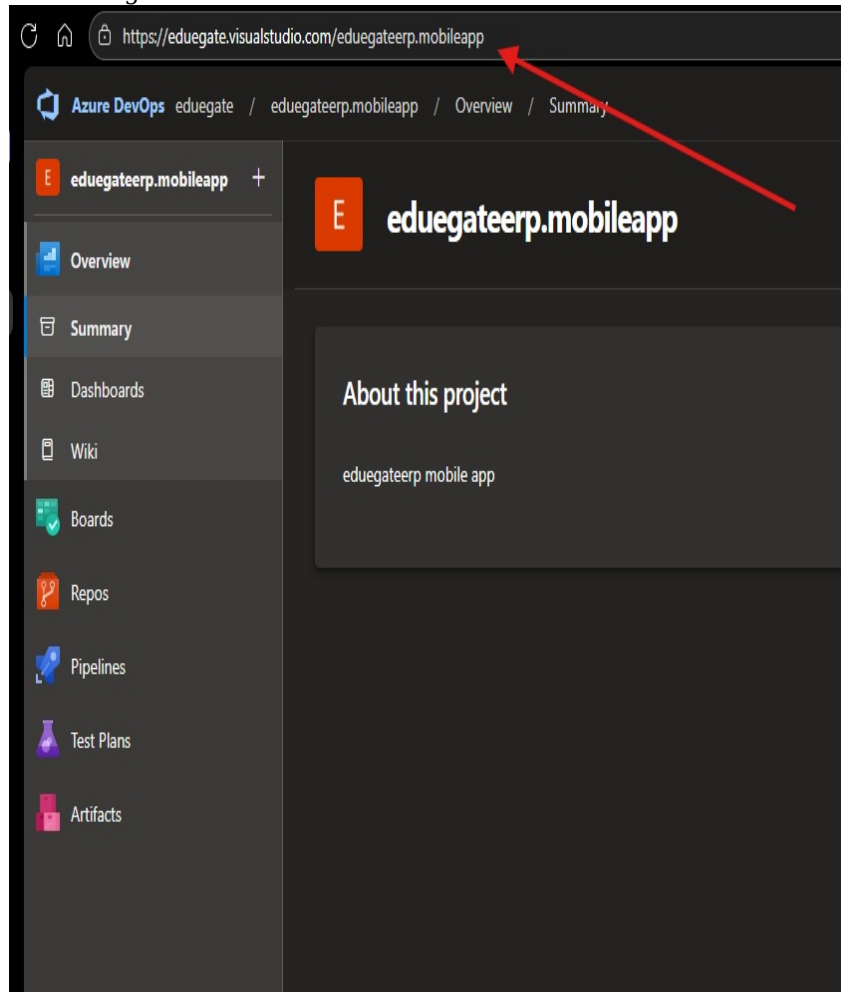 https://eduegate.visualstudio.com/eduegateerp.mobileapp
Azure DevOps eduegate / eduegateerp.mobileapp / Overview / Summary
E eduegateerp.mobileapp +
E eduegateerp.mobileapp
Overview
Summary
Dashboards
Wiki
Boards
Repos
Pipelines
Test Plans
Artifacts
About this project
eduegateerp mobile app